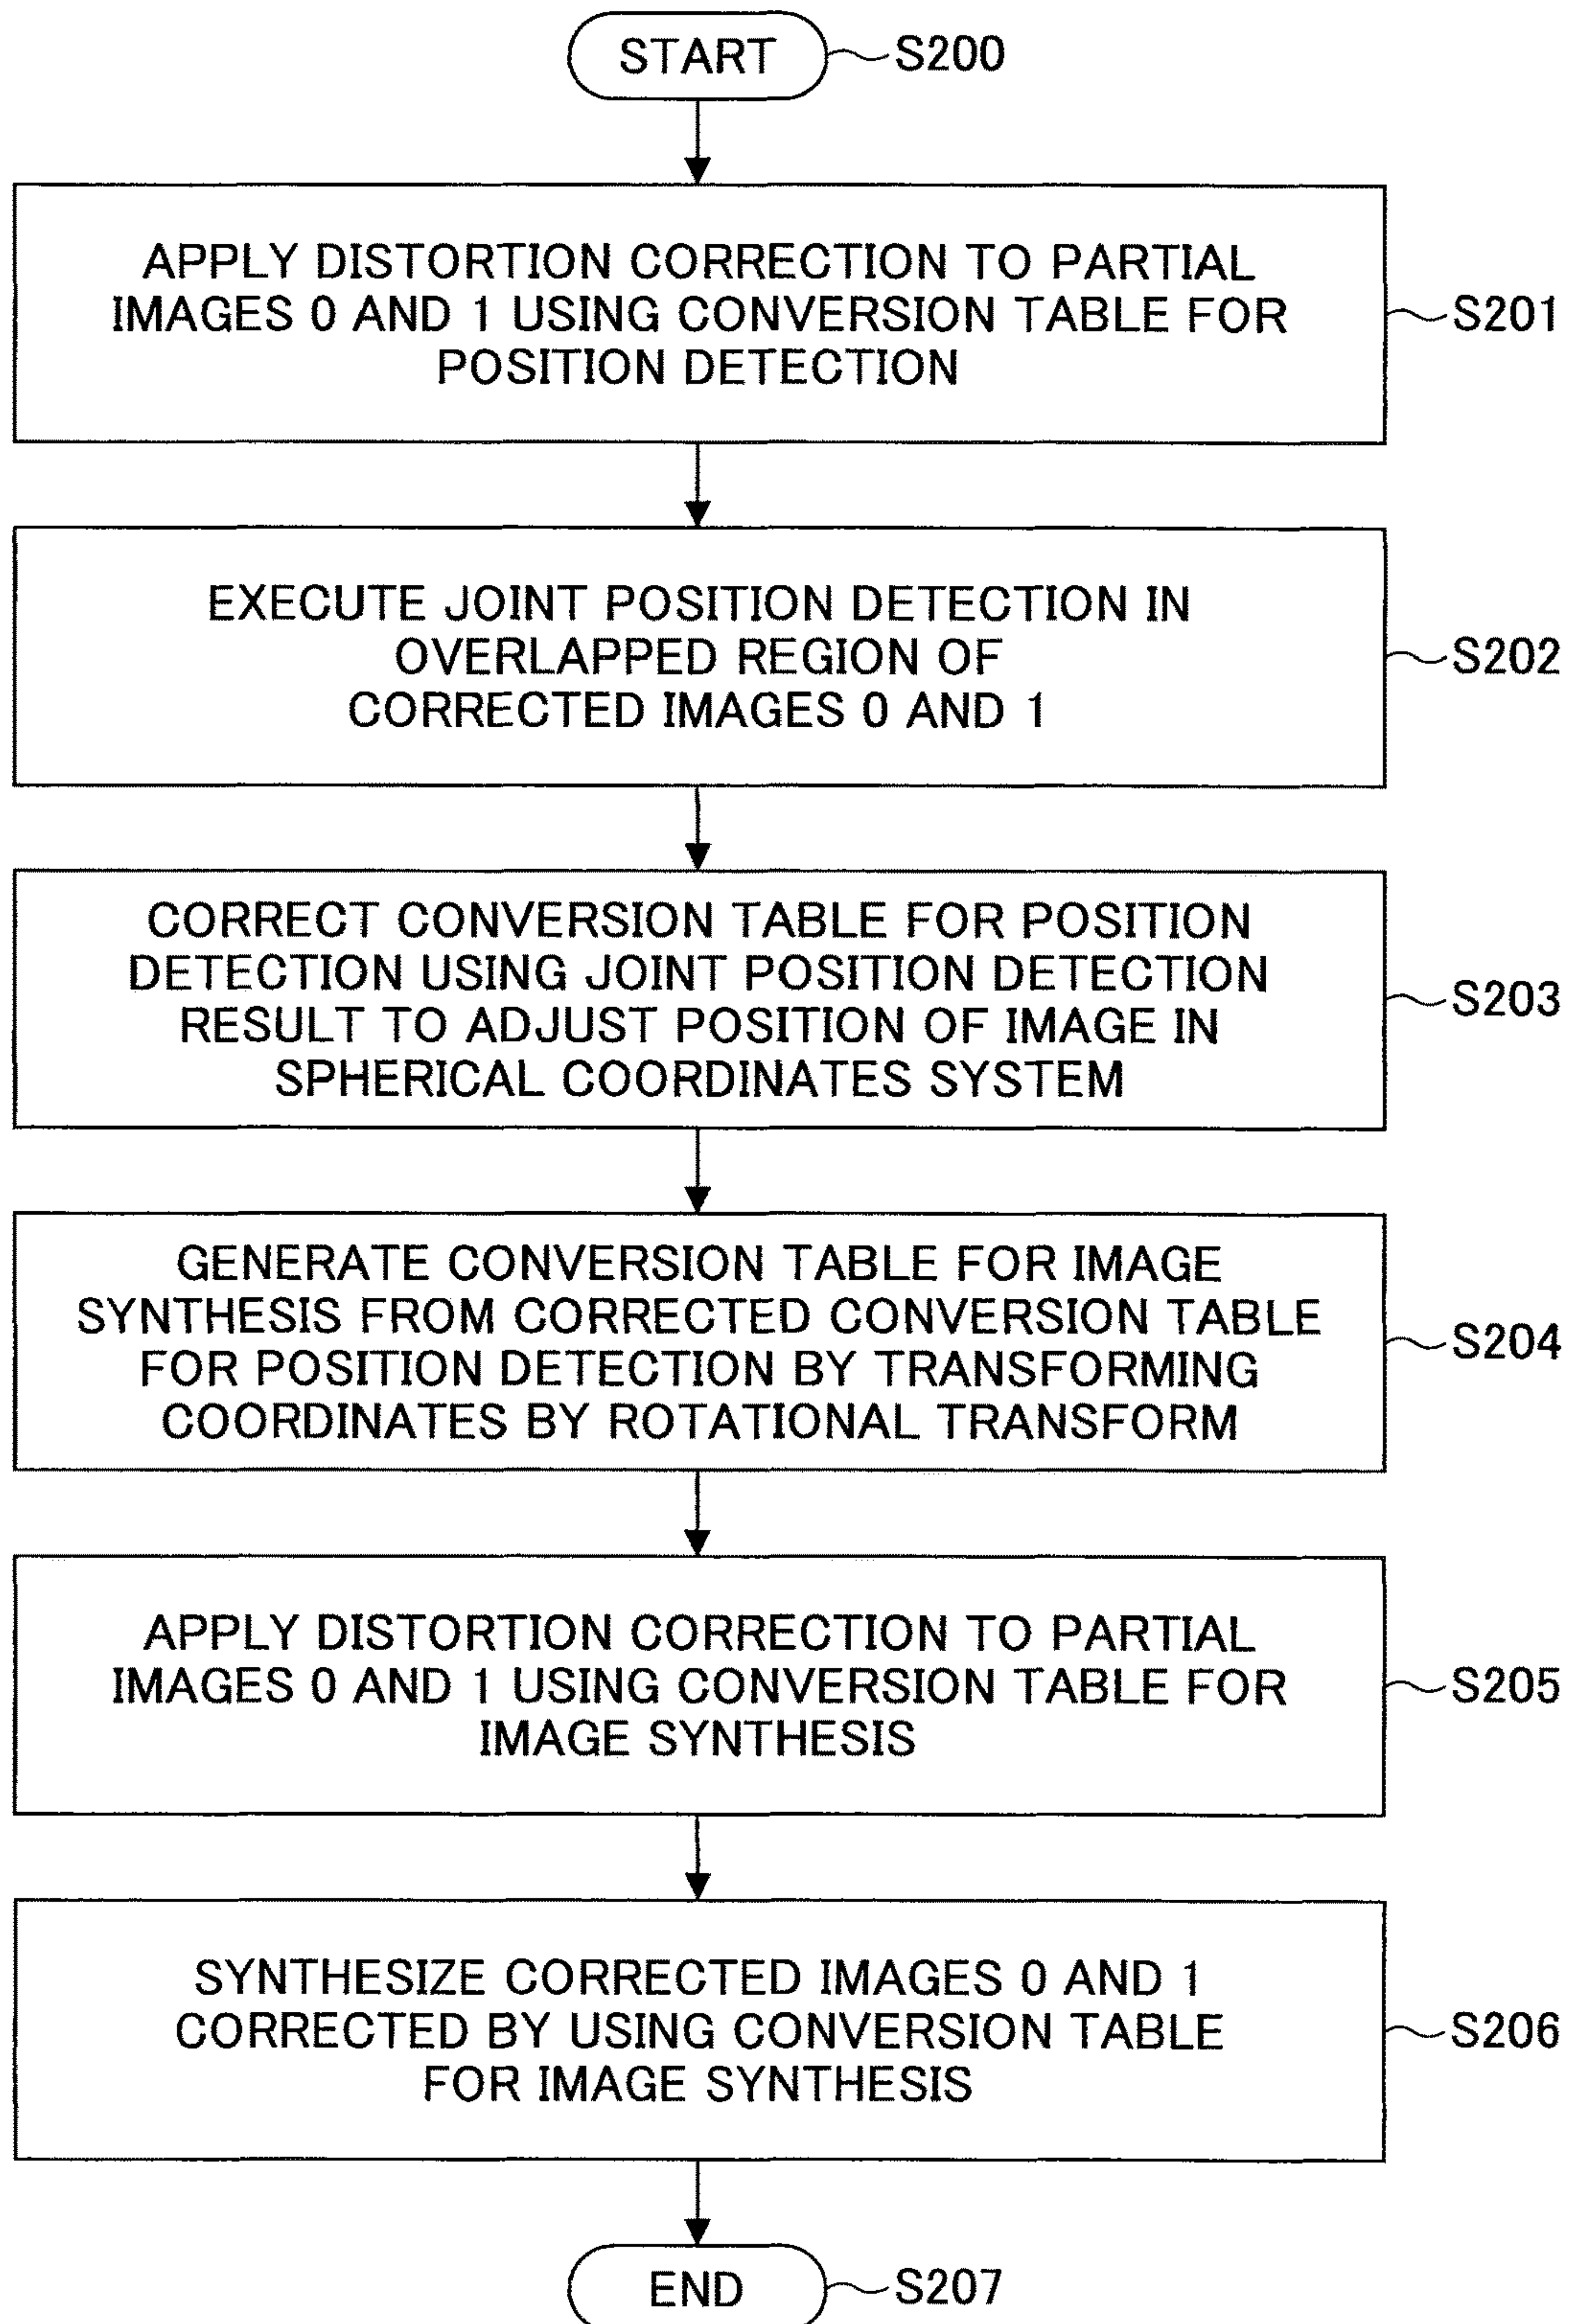 START
S200
APPLY DISTORTION CORRECTION TO PARTIAL
IMAGES 0 AND 1 USING CONVERSION TABLE FOR
POSITION DETECTION
S201
EXECUTE JOINT POSITION DETECTION IN
OVERLAPPED REGION OF
CORRECTED IMAGES 0 AND 1
S202
CORRECT CONVERSION TABLE FOR POSITION
DETECTION USING JOINT POSITION DETECTION
RESULT TO ADJUST POSITION OF IMAGE IN
SPHERICAL COORDINATES SYSTEM
S203
GENERATE CONVERSION TABLE FOR IMAGE
SYNTHESIS FROM CORRECTED CONVERSION TABLE
FOR POSITION DETECTION BY TRANSFORMING
COORDINATES BY ROTATIONAL TRANSFORM
S204
APPLY DISTORTION CORRECTION TO PARTIAL
IMAGES 0 AND 1 USING CONVERSION TABLE FOR
IMAGE SYNTHESIS
S205
SYNTHESIZE CORRECTED IMAGES 0 AND 1
CORRECTED BY USING CONVERSION TABLE
FOR IMAGE SYNTHESIS
S206
END
S207